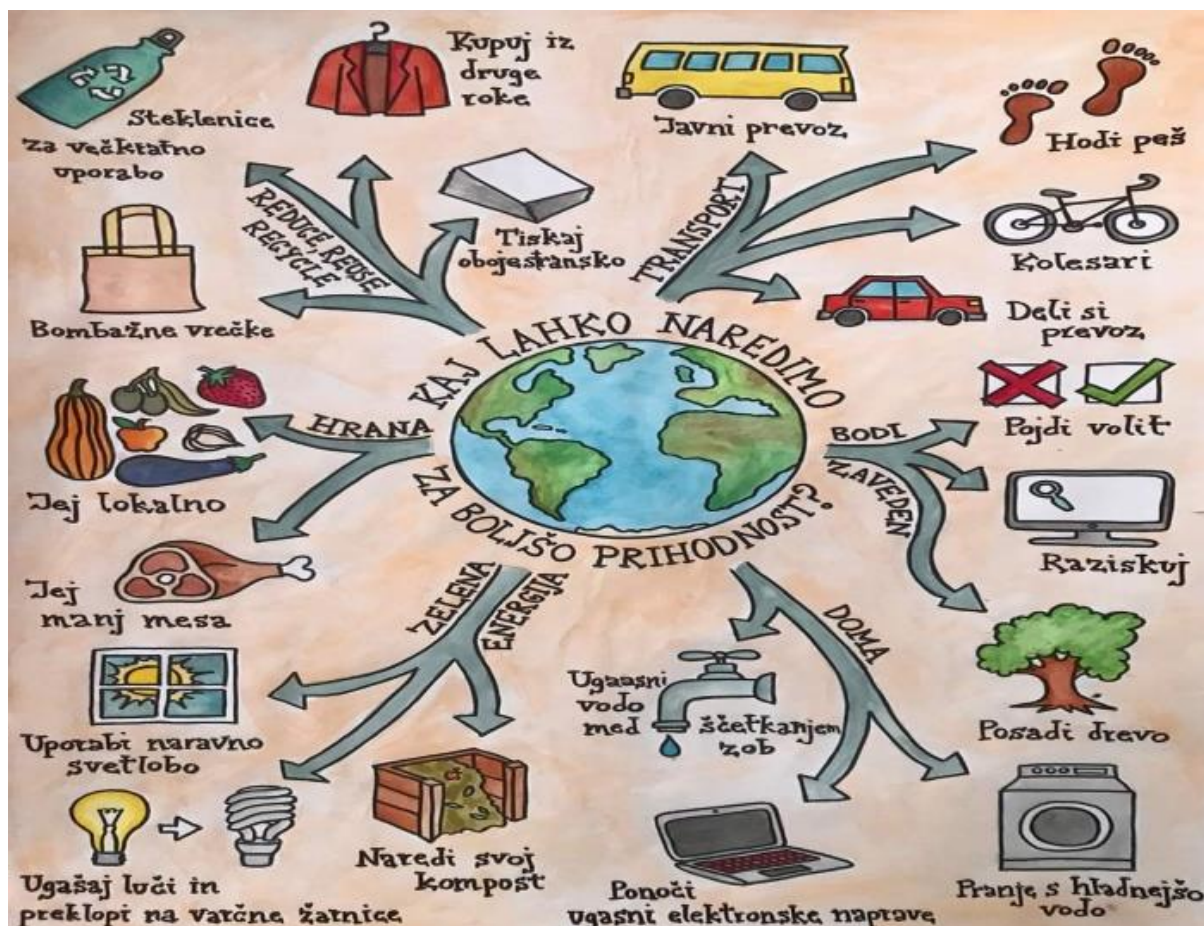 Steklenice
za večkratno
uporabo
Kupuj iz
druge
roke
Javni prevoz
Hodi peš
REDUCE, REUSE
RECYCLE
Tiskaj
obojestransko
TRANSPORT
Kolesari
Bombažne vrečke
Deli si
prevoz
KAJ LAHKO NAREDIMO
ZA BOLJŠO PRIHODNOST?
HRANA
Jej lokalno
Jej
manj mesa
BODI
ZAVEDEN
Pojdi volit
Raziskuj
Posadi drevo
ZELENA
ENERGIJA
Uporabi naravno
svetlobo
Ugašaj luči in
preklopi na varčne žarnice
Naredi svoj
kompost
DOMA
Ugaasni
vodo
med ščetkanjem
zob
Ponoči
ugasni elektronske naprave
Pranje s hladnejšo
vodo